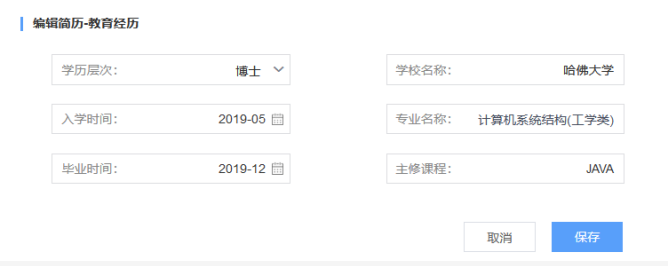 编辑简历-教育经历
学历层次: 博士 学校名称: 哈佛大学
入学时间: 2019-05 专业名称: 计算机系统结构(工学类)
毕业时间: 2019-12 主修课程: JAVA
取消 保存